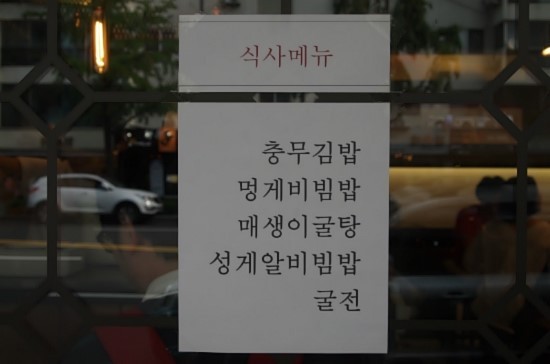 식사메뉴
충무김밥
멍게비빔밥
매생이굴탕
성게알비빔밥
굴전